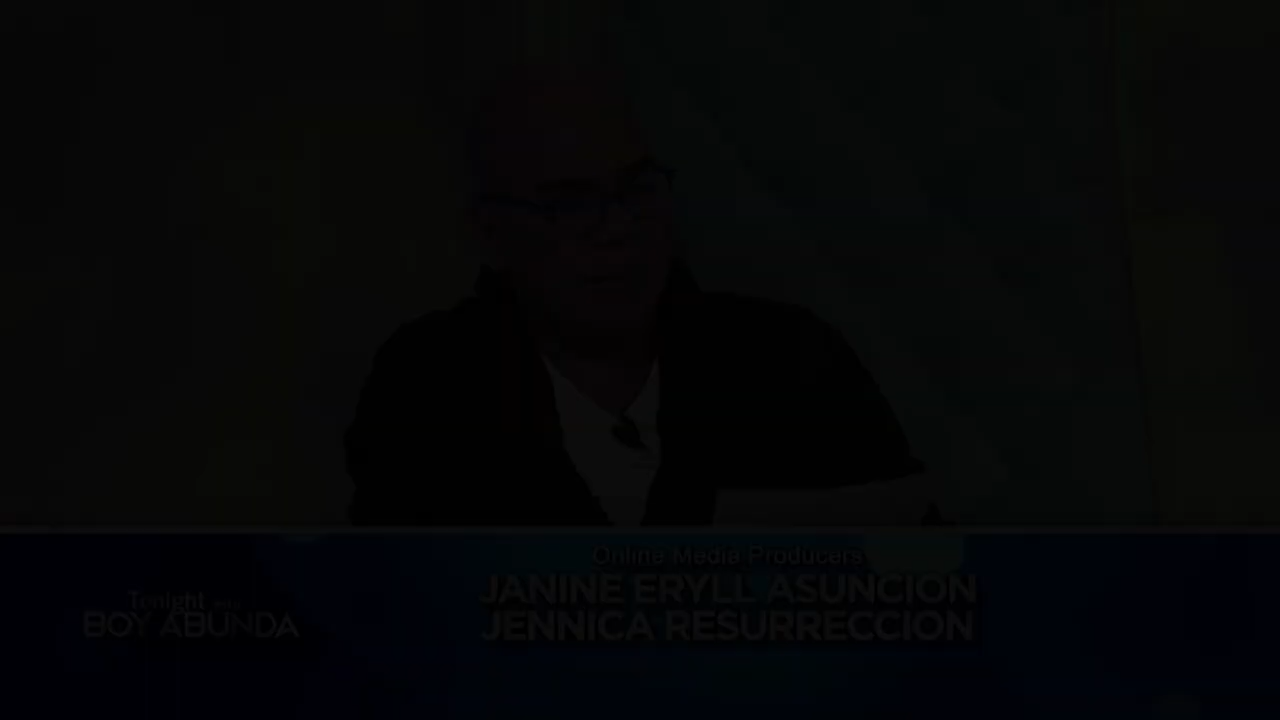 Online Media Producers
JANINE ERYLL ASUNCION
JENNICA RESURRECCION
Tonight with
BOY ABUNDA